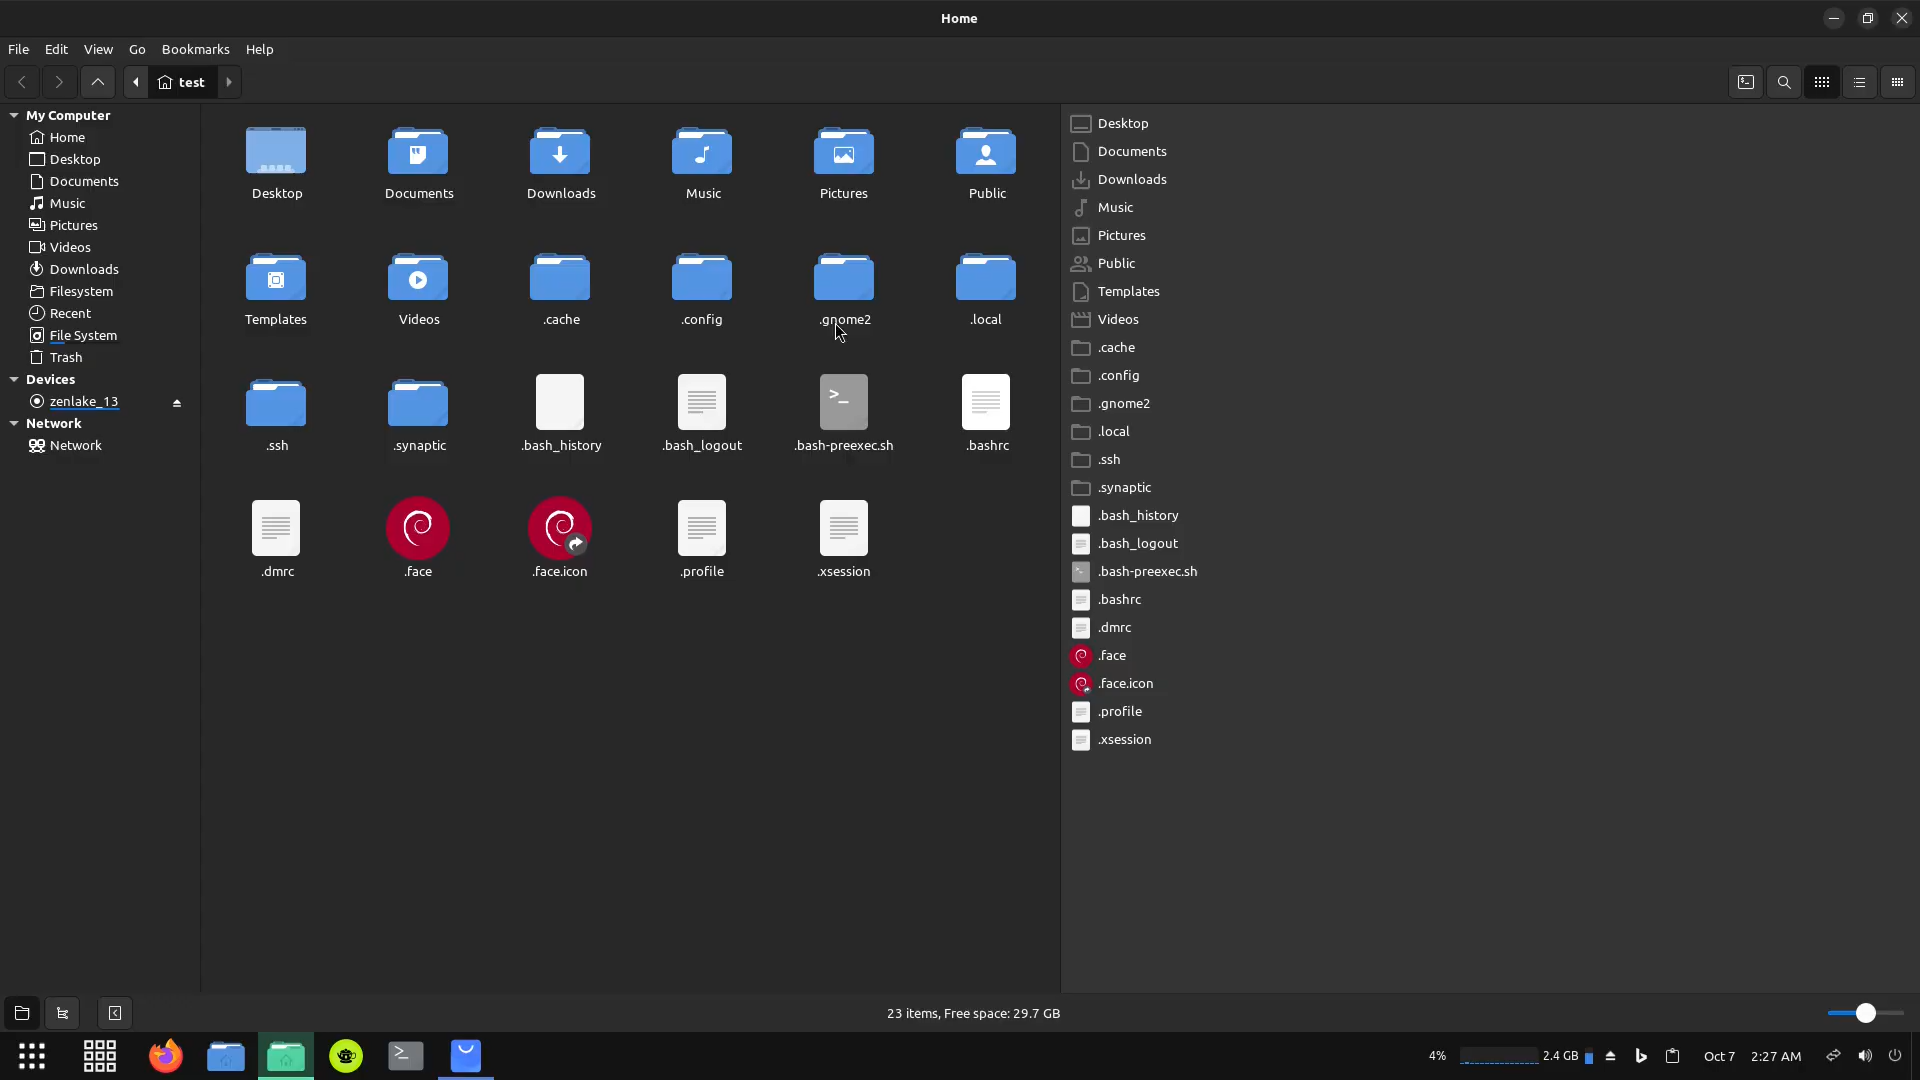 Home
File Edit View Go Bookmarks Help
test
My Computer
Home
Desktop
Documents
Music
Pictures
Videos
Downloads
Filesystem
Recent
File System
Trash
Devices
zenlake_13
Network
Network
Desktop Documents Downloads Music Pictures Public
Templates Videos .cache .config .gnome2 .local
.ssh .synaptic .bash_history .bash_logout .bash-preexec.sh .bashrc
.dmrc .face .face.icon .profile .xsession
Desktop
Documents
Downloads
Music
Pictures
Public
Templates
Videos
.cache
.config
.gnome2
.local
.ssh
.synaptic
.bash_history
.bash_logout
.bash-preexec.sh
.bashrc
.dmrc
.face
.face.icon
.profile
.xsession
23 items, Free space: 29.7 GB
4% 2.4 GB Oct 7 2:27 AM